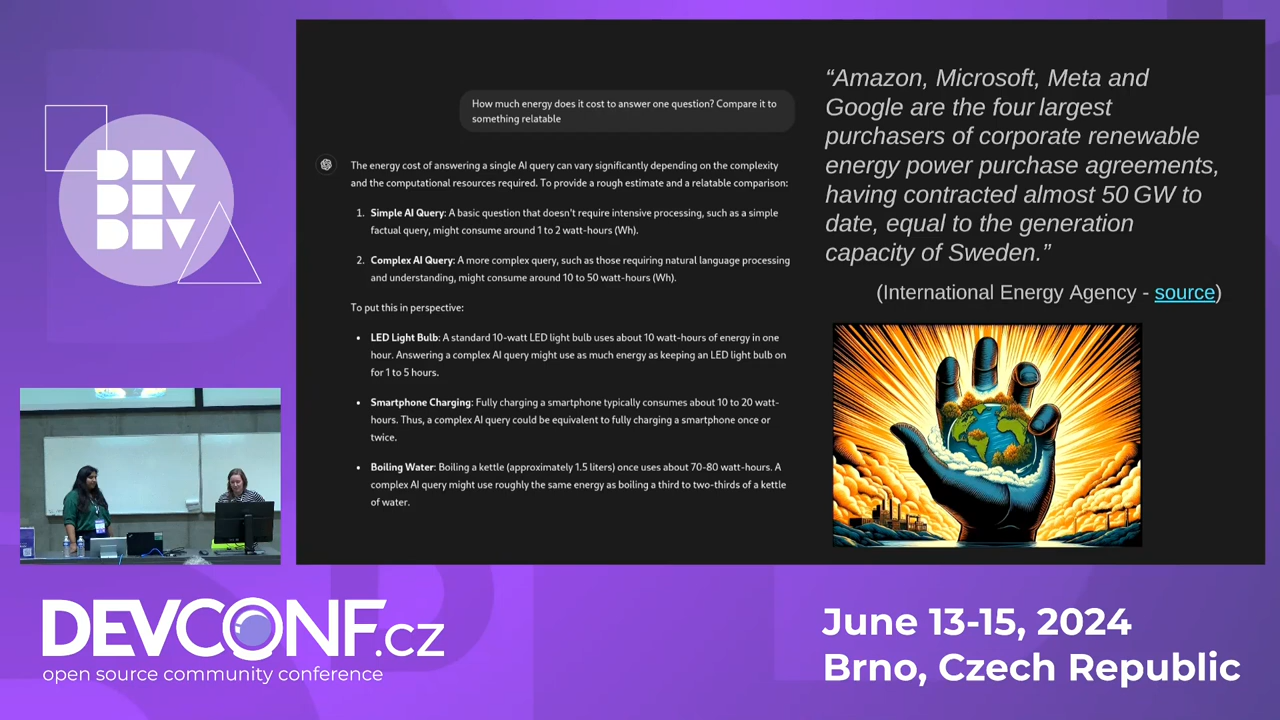 DEV
DEV
DEV
How much energy does it cost to answer one question? Compare it to
something relatable
The energy cost of answering a single AI query can vary significantly depending on the complexity
and the computational resources required. To provide a rough estimate and a relatable comparison:
1. Simple AI Query: A basic question that doesn't require intensive processing, such as a simple
factual query, might consume around 1 to 2 watt-hours (Wh).
2. Complex AI Query: A more complex query, such as those requiring natural language processing
and understanding, might consume around 10 to 50 watt-hours (Wh).
To put this in perspective:
• LED Light Bulb: A standard 10-watt LED light bulb uses about 10 watt-hours of energy in one
hour. Answering a complex AI query might use as much energy as keeping an LED light bulb on
for 1 to 5 hours.
• Smartphone Charging: Fully charging a smartphone typically consumes about 10 to 20 watt-
hours. Thus, a complex AI query could be equivalent to fully charging a smartphone once or
twice.
• Boiling Water: Boiling a kettle (approximately 1.5 liters) once uses about 70-80 watt-hours. A
complex AI query might use roughly the same energy as boiling a third to two-thirds of a kettle
of water.
“Amazon, Microsoft, Meta and
Google are the four largest
purchasers of corporate renewable
energy power purchase agreements,
having contracted almost 50 GW to
date, equal to the generation
capacity of Sweden.”
(International Energy Agency - source)
DEVCONF.cz
open source community conference
June 13-15, 2024
Brno, Czech Republic